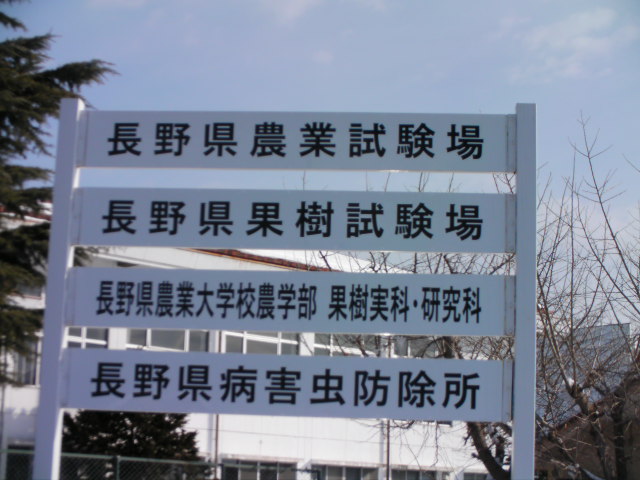 長野県農業試験場
長野県果樹試験場
長野県農業大学校農学部 果樹実科・研究科
長野県病害虫防除所